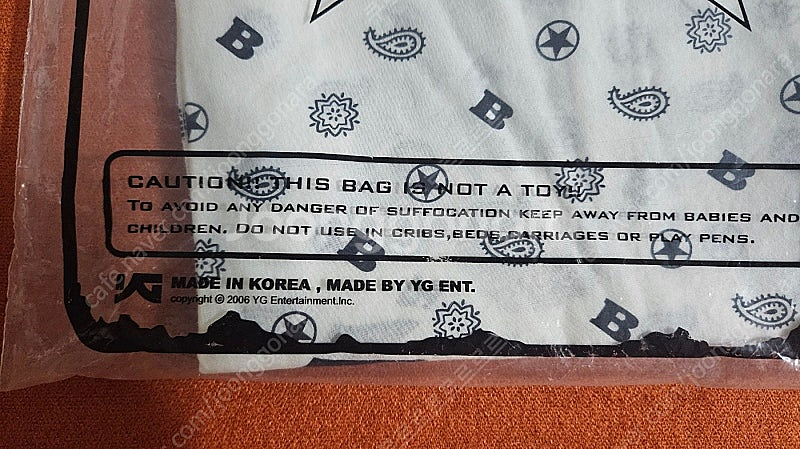 B
B
B
CAUTION! THIS BAG IS NOT A TOY!
TO AVOID ANY DANGER OF SUFFOCATION KEEP AWAY FROM BABIES AND
CHILDREN. DO NOT USE IN CRIBS,BEDS,CARRIAGES OR PLAY PENS.
B
YG MADE IN KOREA , MADE BY YG ENT.
copyright © 2006 YG Entertainment.Inc.
B